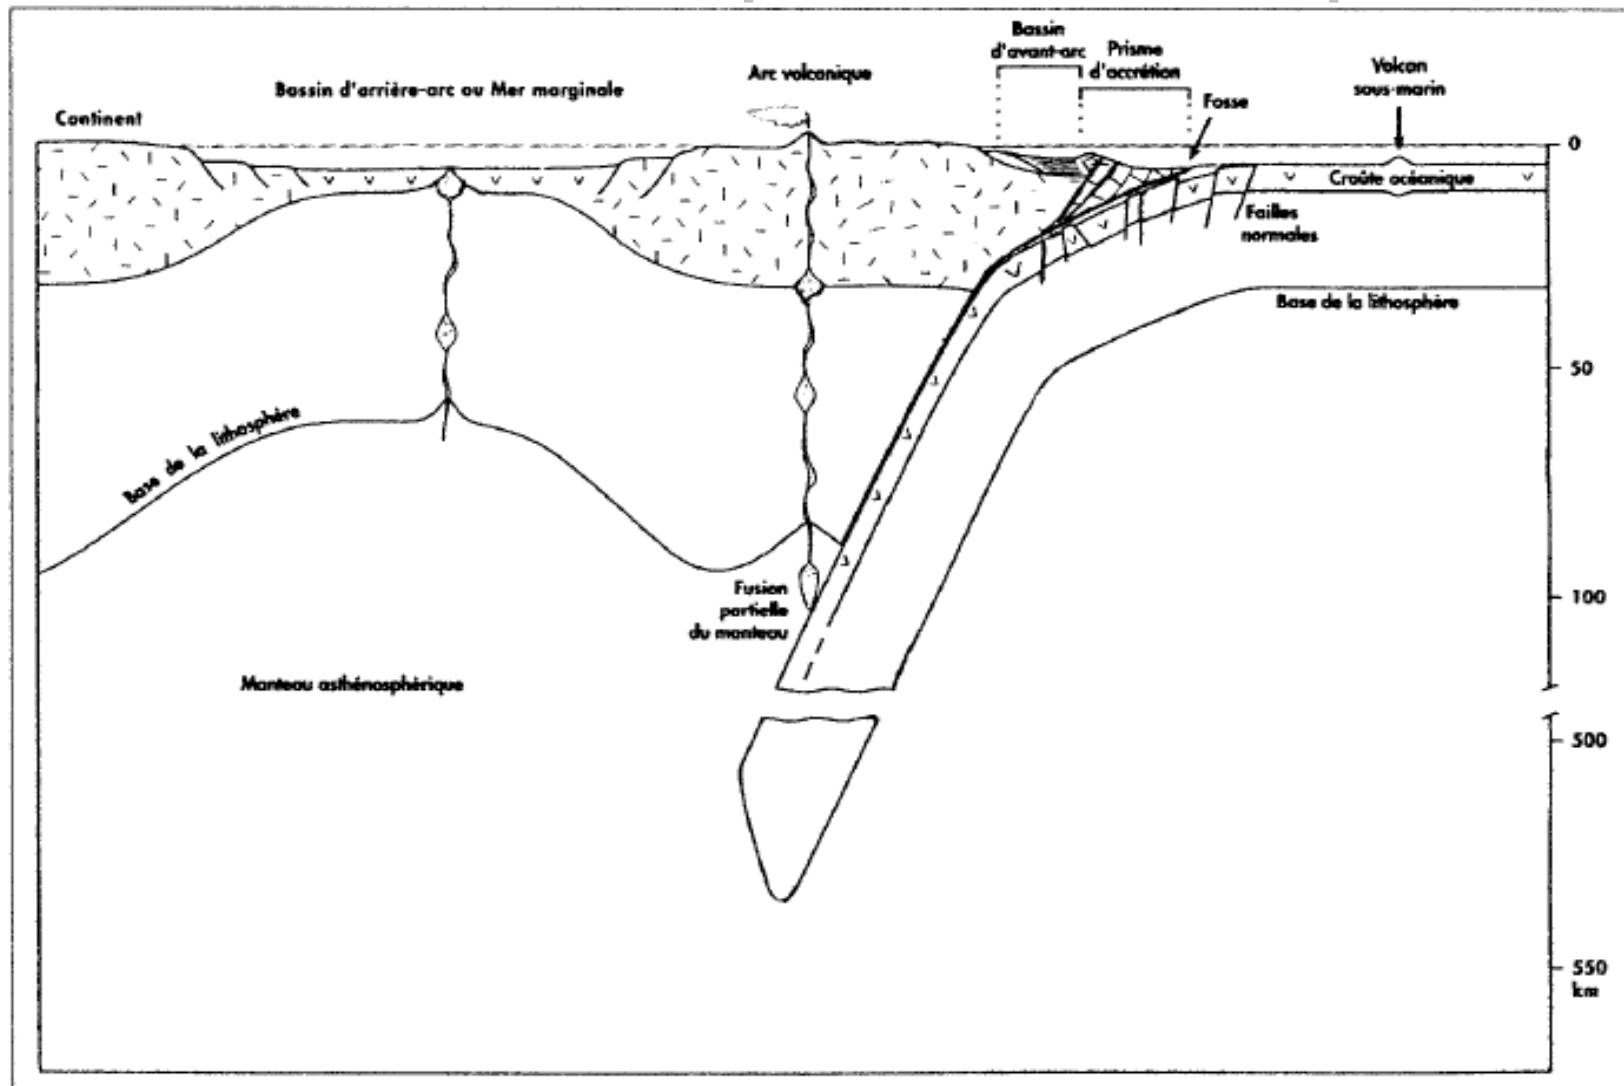 Bassin
d'avant-arc
Prisme
d'accrétion
Arc volcanique
Volcan
sous-marin
Bassin d'arrière-arc ou Mer marginale
Fosse
Continent
0
Croûte océanique
Failles
normales
Base de la lithosphère
50
Base de la lithosphère
Fusion
partielle
du manteau
100
Manteau asthénosphérique
500
550
km